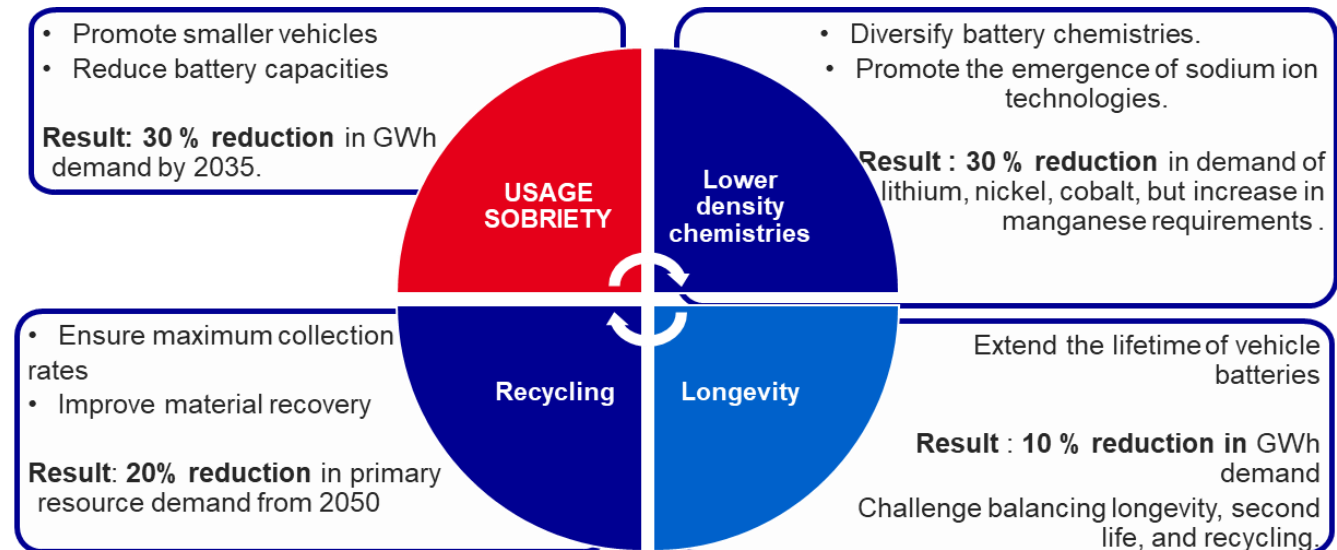 • Promote smaller vehicles
• Reduce battery capacities
Result: 30 % reduction in GWh
demand by 2035.
USAGE
SOBRIETY
• Diversify battery chemistries.
• Promote the emergence of sodium ion
technologies.
Result : 30 % reduction in demand of
lithium, nickel, cobalt, but increase in
manganese requirements .
Lower
density
chemistries
• Ensure maximum collection
rates
• Improve material recovery
Result: 20% reduction in primary
resource demand from 2050
Recycling
Longevity
Extend the lifetime of vehicle
batteries
Result : 10 % reduction in GWh
demand
Challenge balancing longevity, second
life, and recycling.